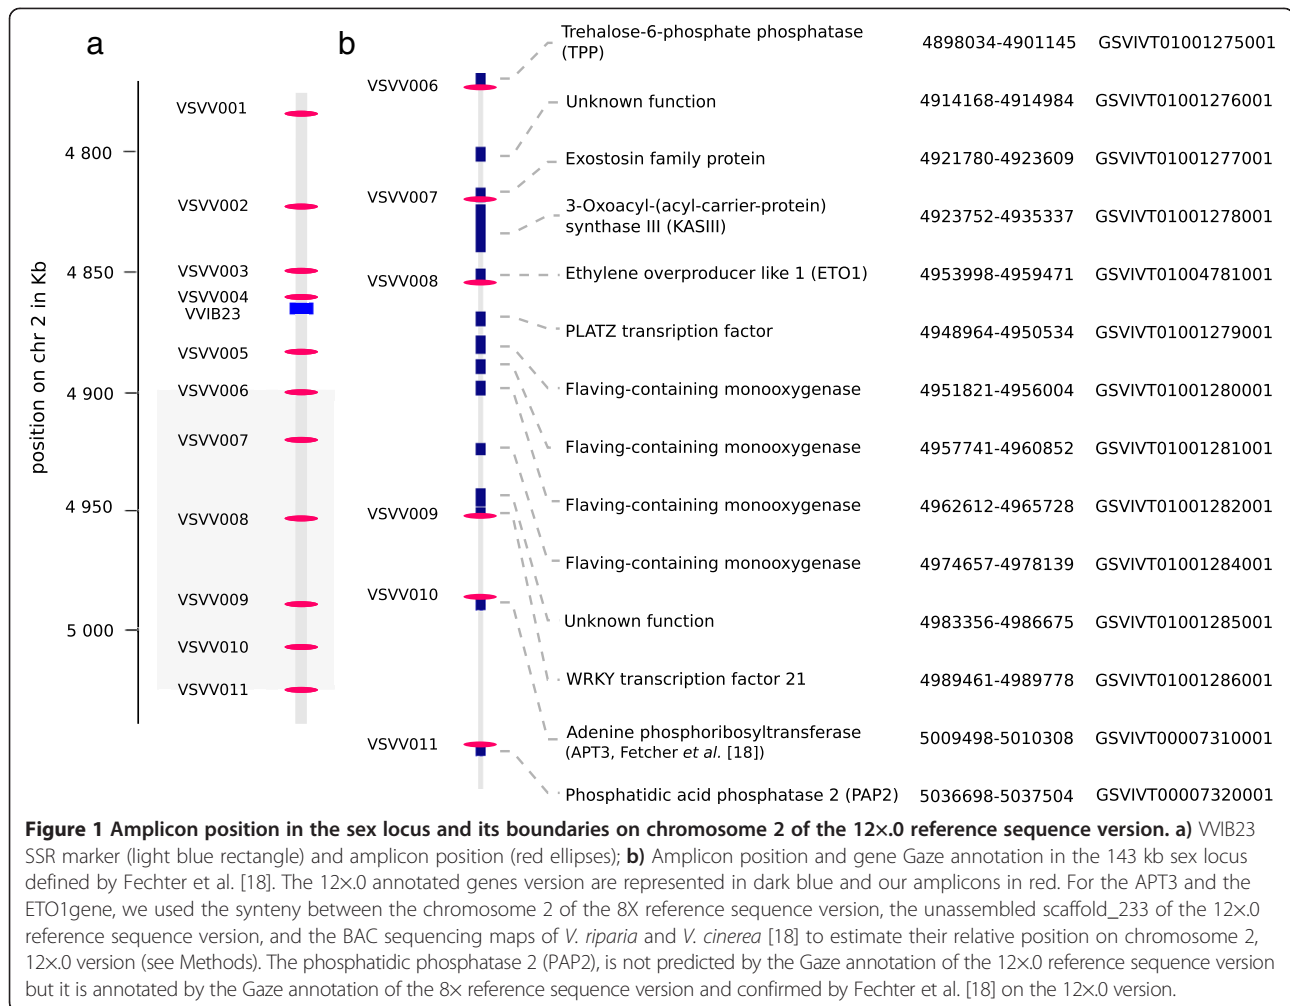 a
b
position on chr 2 in Kb
4 800
4 850
4 900
4 950
5 000
VSVV001
VSVV002
VSVV003
VSVV004
VVIB23
VSVV005
VSVV006
VSVV007
VSVV008
VSVV009
VSVV010
VSVV011
VSVV006
VSVV007
VSVV008
VSVV009
VSVV010
VSVV011
Trehalose-6-phosphate phosphatase
(TPP) 4898034-4901145 GSVIVT01001275001
Unknown function 4914168-4914984 GSVIVT01001276001
Exostosin family protein 4921780-4923609 GSVIVT01001277001
3-Oxoacyl-(acyl-carrier-protein)
synthase III (KASIII) 4923752-4935337 GSVIVT01001278001
Ethylene overproducer like 1 (ETO1) 4953998-4959471 GSVIVT01004781001
PLATZ transription factor 4948964-4950534 GSVIVT01001279001
Flaving-containing monooxygenase 4951821-4956004 GSVIVT01001280001
Flaving-containing monooxygenase 4957741-4960852 GSVIVT01001281001
Flaving-containing monooxygenase 4962612-4965728 GSVIVT01001282001
Flaving-containing monooxygenase 4974657-4978139 GSVIVT01001284001
Unknown function 4983356-4986675 GSVIVT01001285001
WRKY transcription factor 21 4989461-4989778 GSVIVT01001286001
Adenine phosphoribosyltransferase
(APT3, Fetcher et al. [18]) 5009498-5010308 GSVIVT00007310001
Phosphatidic acid phosphatase 2 (PAP2) 5036698-5037504 GSVIVT00007320001
Figure 1 Amplicon position in the sex locus and its boundaries on chromosome 2 of the 12×.0 reference sequence version. a) VVIB23
SSR marker (light blue rectangle) and amplicon position (red ellipses); b) Amplicon position and gene Gaze annotation in the 143 kb sex locus
defined by Fechter et al. [18]. The 12×.0 annotated genes version are represented in dark blue and our amplicons in red. For the APT3 and the
ETO1gene, we used the synteny between the chromosome 2 of the 8X reference sequence version, the unassembled scaffold_233 of the 12×.0
reference sequence version, and the BAC sequencing maps of V. riparia and V. cinerea [18] to estimate their relative position on chromosome 2,
12×.0 version (see Methods). The phosphatidic phosphatase 2 (PAP2), is not predicted by the Gaze annotation of the 12×.0 reference sequence version
but it is annotated by the Gaze annotation of the 8× reference sequence version and confirmed by Fechter et al. [18] on the 12×.0 version.